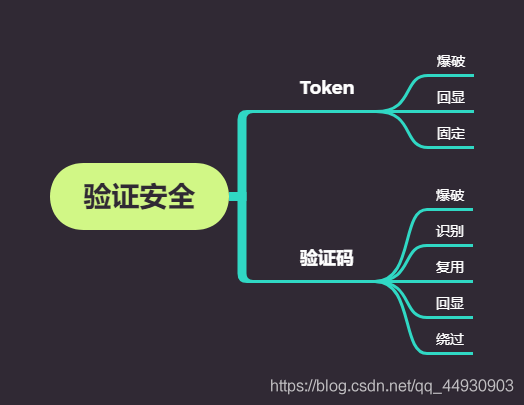 验证安全
Token
爆破
回显
固定
验证码
爆破
识别
复用
回显
绕过
https://blog.csdn.net/qq_44930903